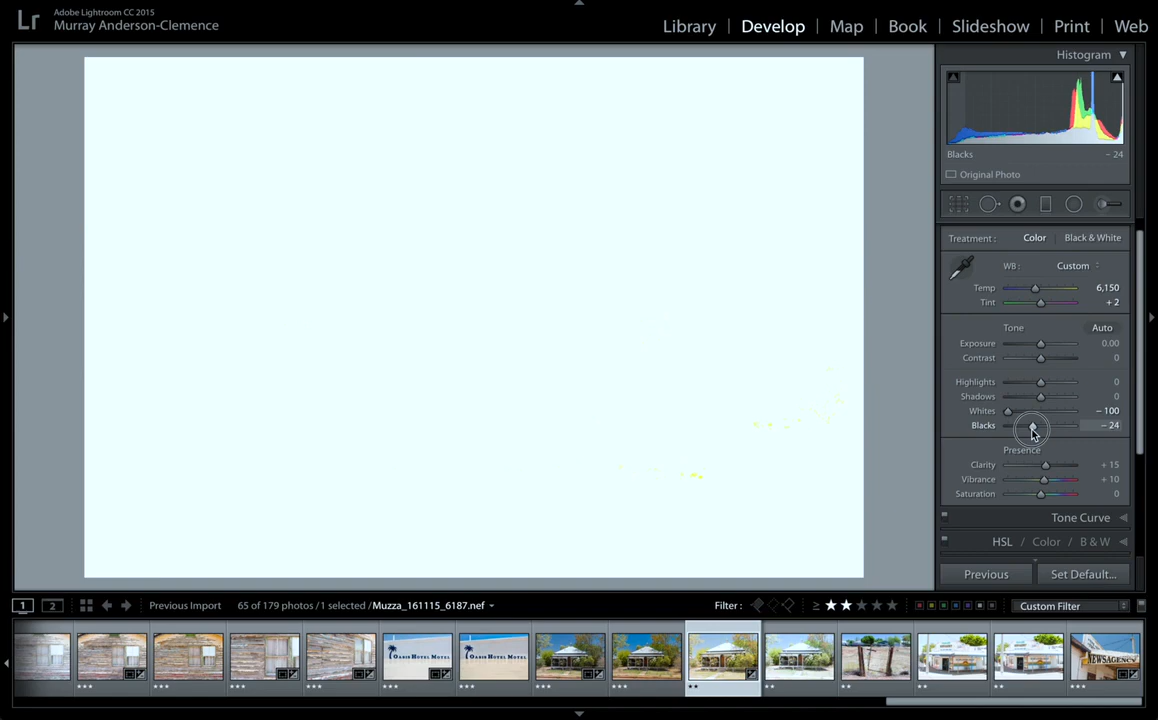 Lr
Adobe Lightroom CC 2015
Murray Anderson-Clemence
Library | Develop | Map | Book | Slideshow | Print | Web
Histogram
Blacks - 24
Original Photo
Treatment : Color Black & White
WB : Custom
Temp 6,150
Tint + 2
Tone Auto
Exposure 0.00
Contrast 0
Highlights 0
Shadows 0
Whites - 100
Blacks - 24
Presence
Clarity + 15
Vibrance + 10
Saturation 0
Tone Curve
HSL / Color / B & W
Previous Set Default...
1 2 Previous Import 65 of 179 photos / 1 selected / Muzza_161115_6187.nef Filter : Custom Filter
OASIS HOTEL MOTEL OASIS HOTEL MOTEL NEWSAGENCY